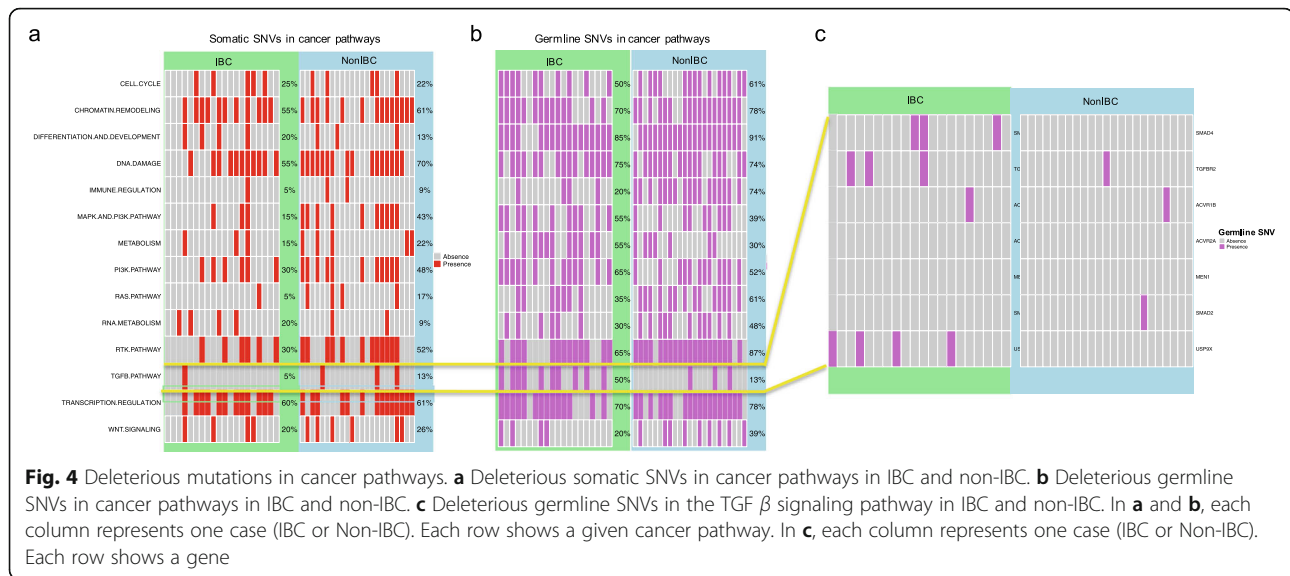 a
b
c
Somatic SNVs in cancer pathways
Germline SNVs in cancer pathways
IBC
NonIBC
IBC
NonIBC
IBC
NonIBC
CELL.CYCLE 25% 22% 50% 61%
CHROMATIN.REMODELING 55% 61% 70% 78%
DIFFERENTIATION.AND.DEVELOPMENT 20% 13% 85% 91%
DNA.DAMAGE 55% 70% 75% 74%
IMMUNE.REGULATION 5% 9% 20% 74%
MAPK.AND.PI3K.PATHWAY 15% 43% 55% 39%
METABOLISM 15% 22% 55% 30%
PI3K.PATHWAY 30% 48% 65% 52%
RAS.PATHWAY 5% 17% 35% 61%
RNA.METABOLISM 20% 9% 30% 48%
RTK.PATHWAY 30% 52% 65% 87%
TGFB.PATHWAY 5% 13% 50% 13%
TRANSCRIPTION.REGULATION 60% 61% 70% 78%
WNT.SIGNALING 20% 26% 20% 39%
Absence
Presence
SM SMAD4
TG TGFBR2
AC ACVR1B
AC ACVR2A
ME MEN1
SM SMAD2
US USP9X
Germline SNV
Absence
Presence
Fig. 4 Deleterious mutations in cancer pathways. a Deleterious somatic SNVs in cancer pathways in IBC and non-IBC. b Deleterious germline
SNVs in cancer pathways in IBC and non-IBC. c Deleterious germline SNVs in the TGF β signaling pathway in IBC and non-IBC. In a and b, each
column represents one case (IBC or Non-IBC). Each row shows a given cancer pathway. In c, each column represents one case (IBC or Non-IBC).
Each row shows a gene